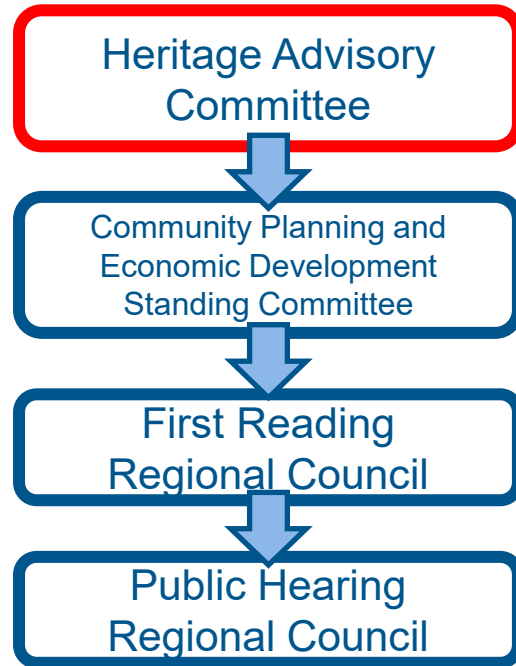 Heritage Advisory
Committee
Community Planning and
Economic Development
Standing Committee
First Reading
Regional Council
Public Hearing
Regional Council